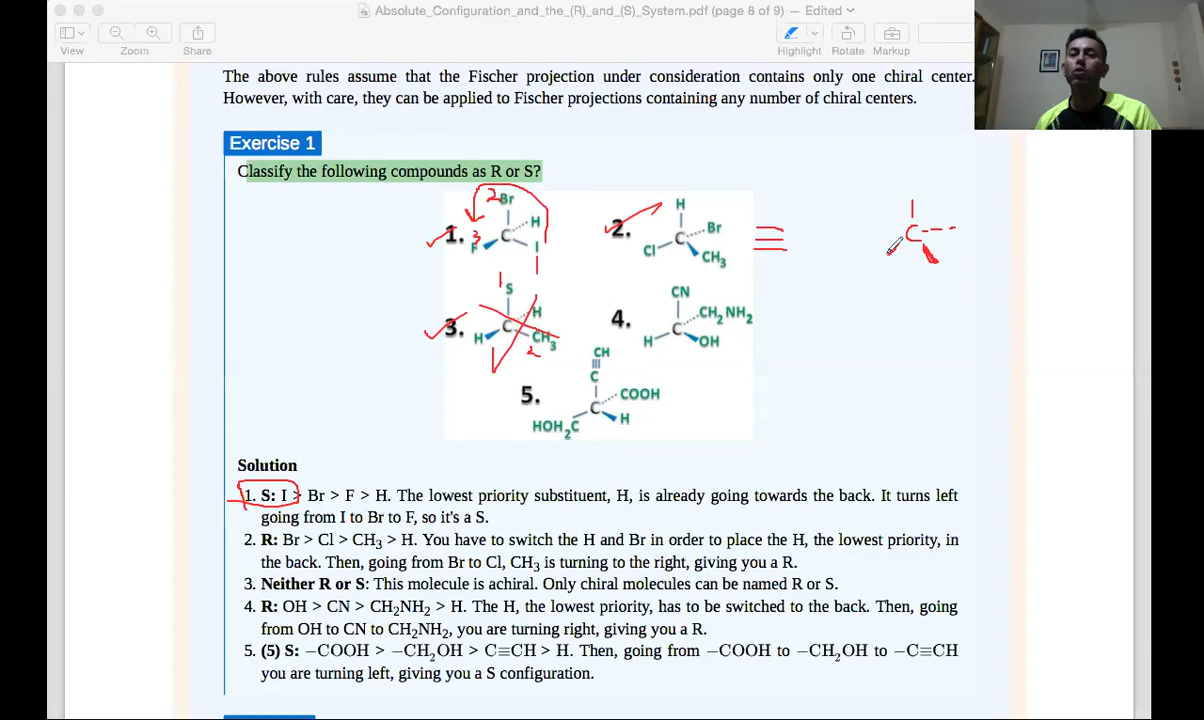 Absolute_Configuration_and_the_(R)_and_(S)_System.pdf (page 8 of 9) — Edited
View
Zoom
Share
Highlight
Rotate
Markup
The above rules assume that the Fischer projection under consideration contains only one chiral center.
However, with care, they can be applied to Fischer projections containing any number of chiral centers.
Exercise 1
Classify the following compounds as R or S?
2 Br
H
1. 3 C
F I
1
H
2. Br
C
Cl CH3
C
1 S
H
3. C
H CH3
2
CN
4. CH2NH2
C
H OH
CH
C
5. COOH
C
HOH2C H
Solution
1. S: I > Br > F > H. The lowest priority substituent, H, is already going towards the back. It turns left
going from I to Br to F, so it's a S.
2. R: Br > Cl > CH3 > H. You have to switch the H and Br in order to place the H, the lowest priority, in
the back. Then, going from Br to Cl, CH3 is turning to the right, giving you a R.
3. Neither R or S: This molecule is achiral. Only chiral molecules can be named R or S.
4. R: OH > CN > CH2NH2 > H. The H, the lowest priority, has to be switched to the back. Then, going
from OH to CN to CH2NH2, you are turning right, giving you a R.
5. (5) S: −COOH > −CH2OH > C≡CH > H. Then, going from −COOH to −CH2OH to −C≡CH
you are turning left, giving you a S configuration.